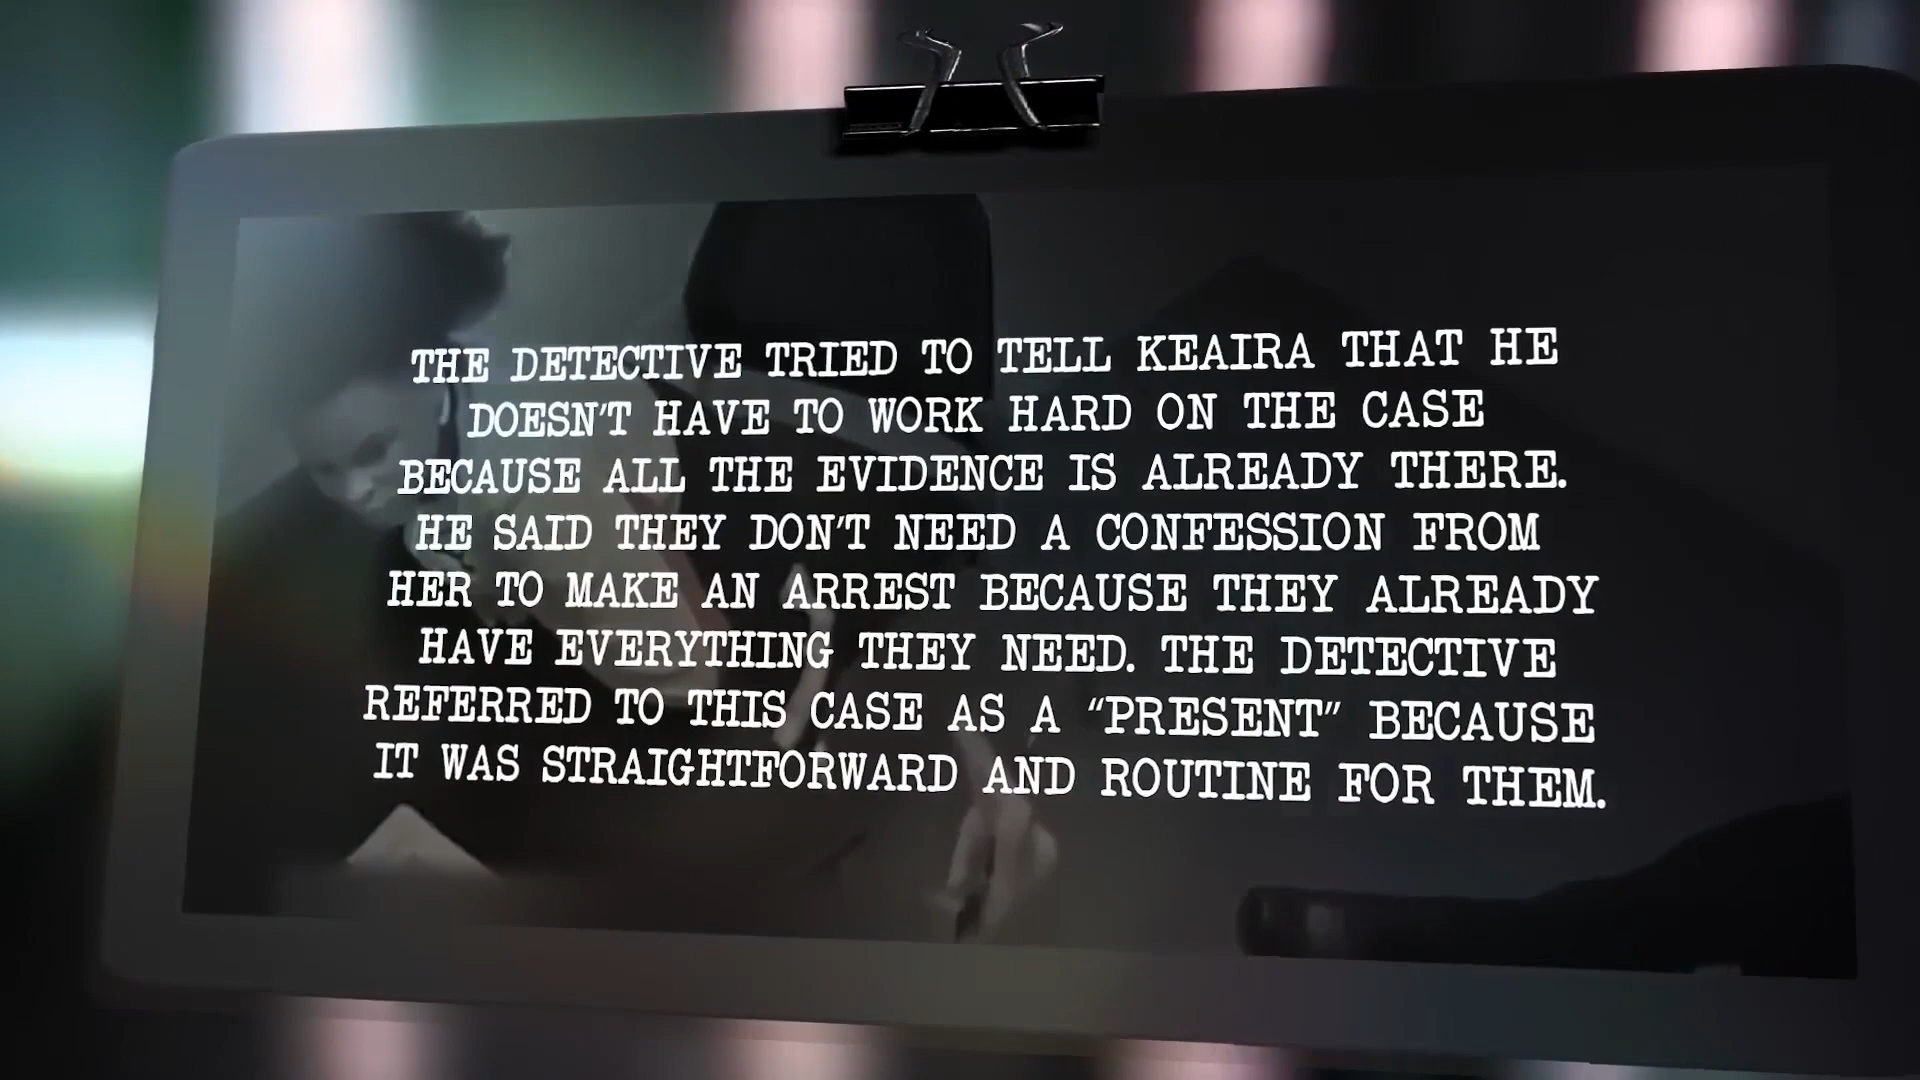 THE DETECTIVE TRIED TO TELL KEAIRA THAT HE
DOESN'T HAVE TO WORK HARD ON THE CASE
BECAUSE ALL THE EVIDENCE IS ALREADY THERE.
HE SAID THEY DON'T NEED A CONFESSION FROM
HER TO MAKE AN ARREST BECAUSE THEY ALREADY
HAVE EVERYTHING THEY NEED. THE DETECTIVE
REFERRED TO THIS CASE AS A “PRESENT” BECAUSE
IT WAS STRAIGHTFORWARD AND ROUTINE FOR THEM.